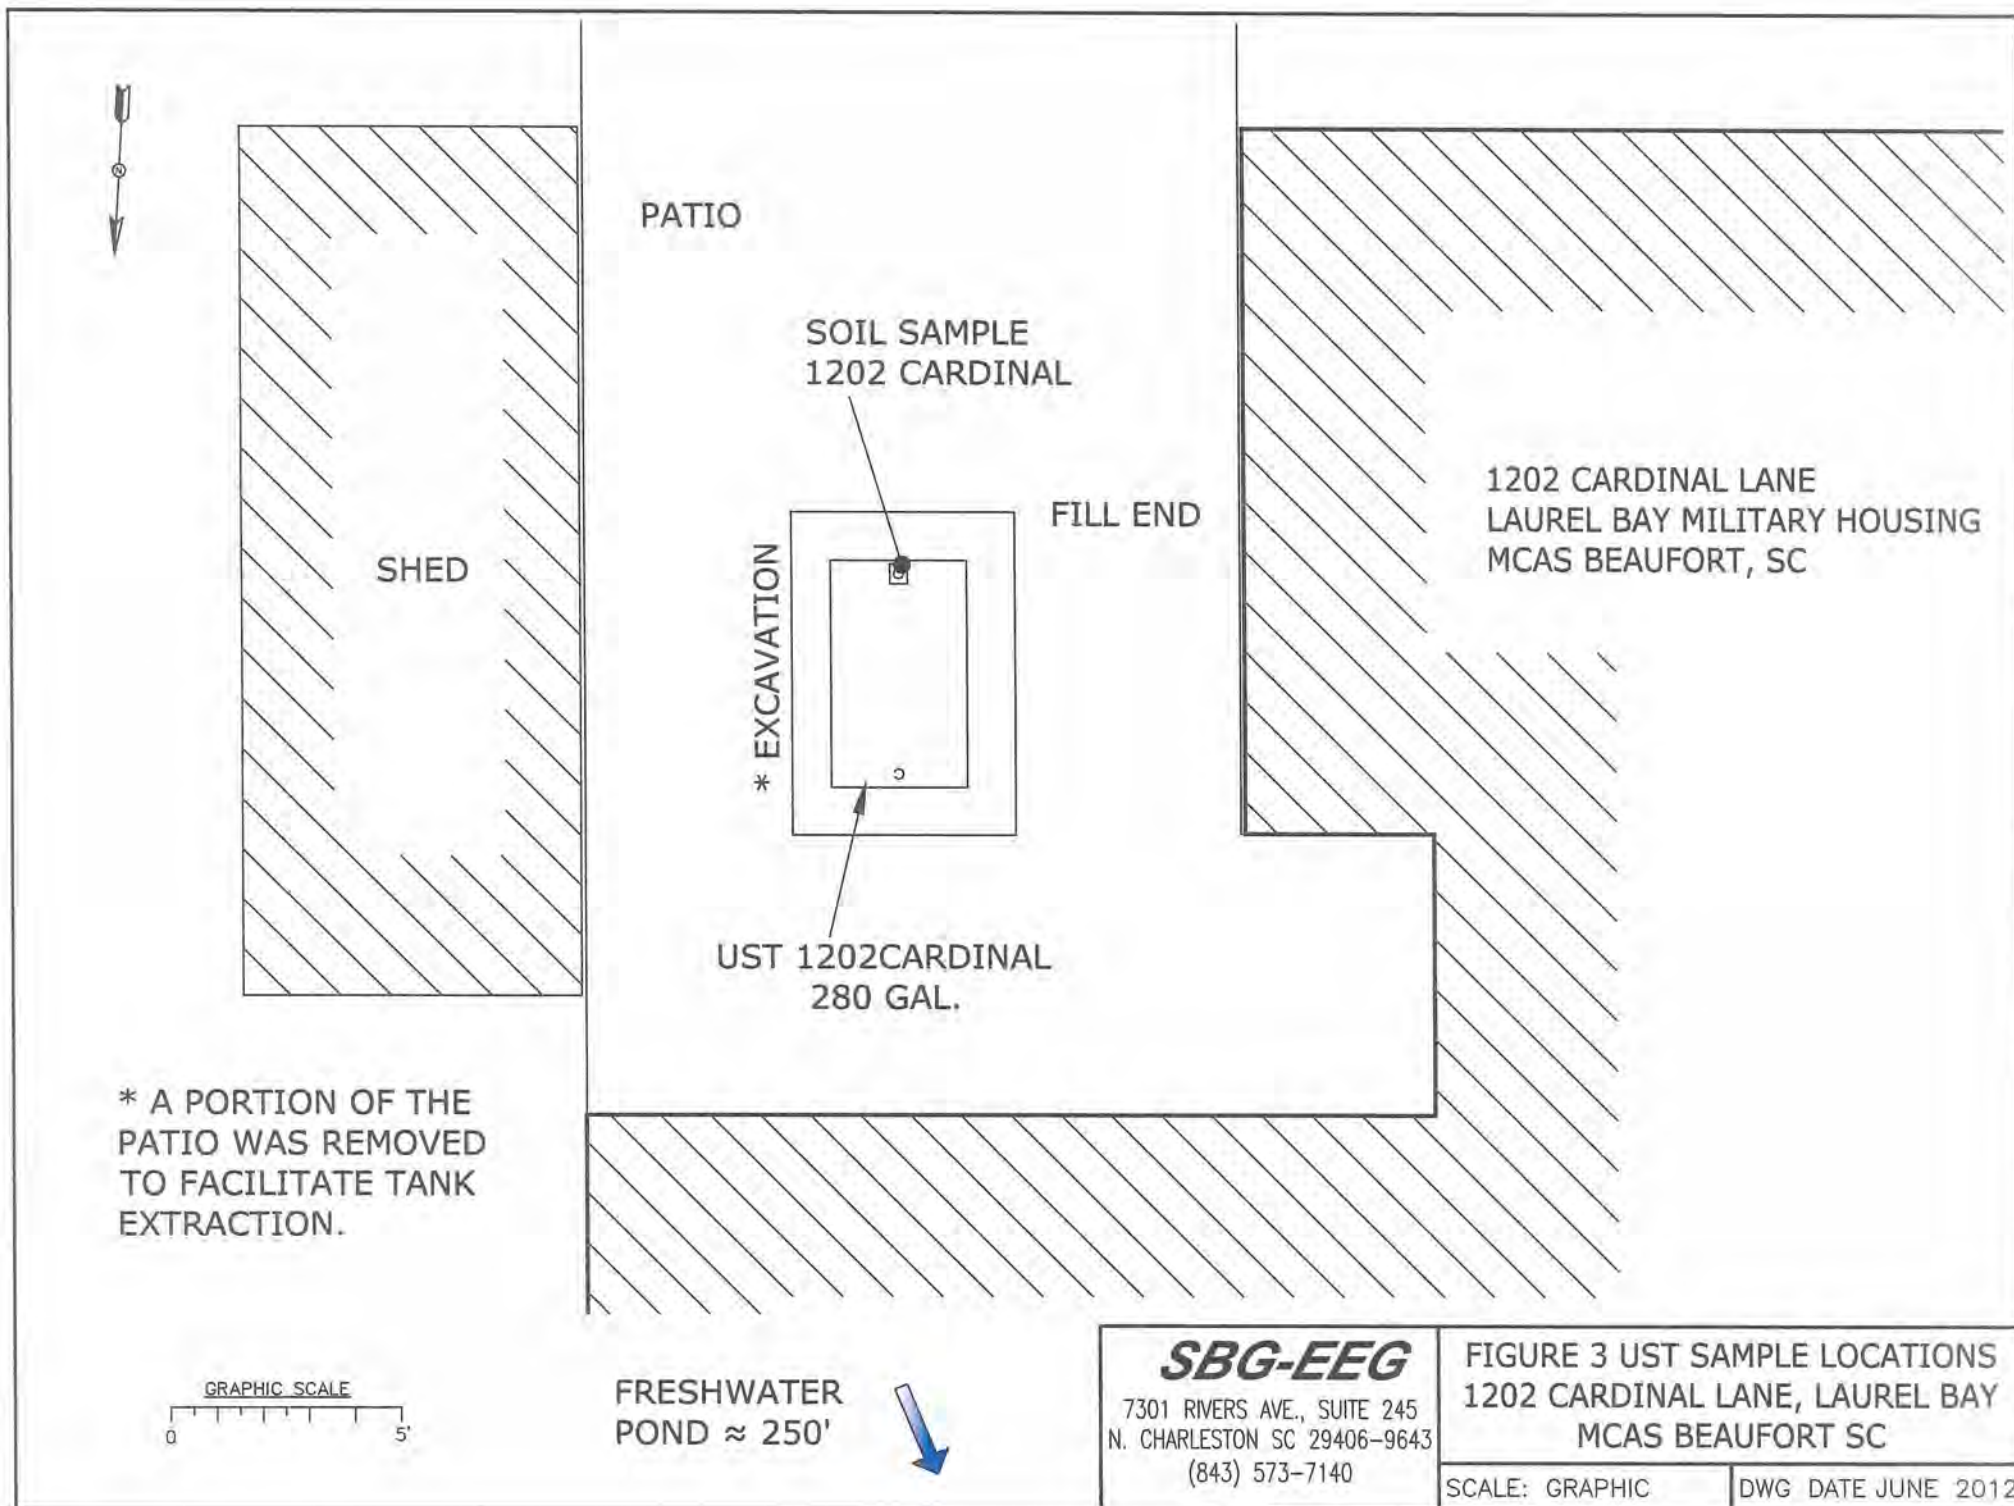 PATIO
SOIL SAMPLE
1202 CARDINAL
FILL END
1202 CARDINAL LANE
LAUREL BAY MILITARY HOUSING
MCAS BEAUFORT, SC
SHED
* EXCAVATION
UST 1202CARDINAL
280 GAL.
* A PORTION OF THE
PATIO WAS REMOVED
TO FACILITATE TANK
EXTRACTION.
GRAPHIC SCALE
0 5'
FRESHWATER
POND ≈ 250'
SBG-EEG
7301 RIVERS AVE., SUITE 245
N. CHARLESTON SC 29406-9643
(843) 573-7140
FIGURE 3 UST SAMPLE LOCATIONS
1202 CARDINAL LANE, LAUREL BAY
MCAS BEAUFORT SC
SCALE: GRAPHIC
DWG DATE JUNE 2012
N